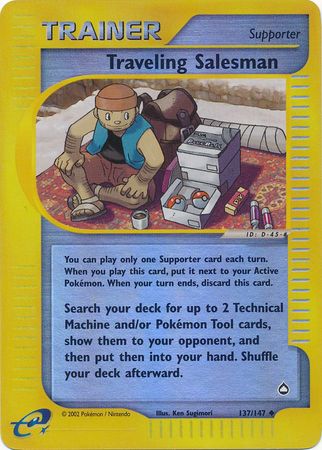 TRAINER
Supporter
Traveling Salesman
ID: D-45-
You can play only one Supporter card each turn.
When you play this card, put it next to your Active
Pokémon. When your turn ends, discard this card.
Search your deck for up to 2 Technical
Machine and/or Pokémon Tool cards,
show them to your opponent, and
then put them into your hand. Shuffle
your deck afterward.
e
©2002 Pokémon / Nintendo
Illus. Ken Sugimori
137/147